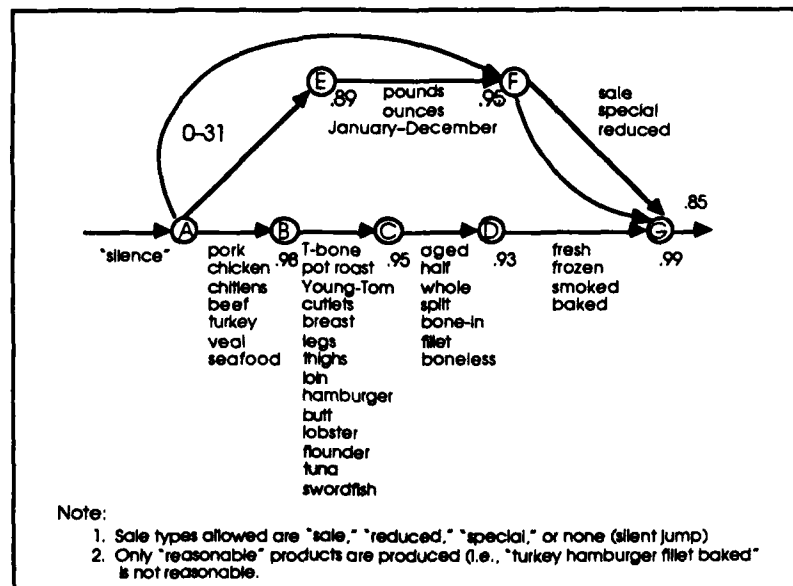 E
F
.89
pounds
.95
ounces
January–December
sale
special
reduced
0–31
.85
A
B
C
D
G
"silence"
pork
chicken
chitlens
beef
turkey
veal
seafood
.98
T-bone
pot roast
Young-Tom
cutlets
breast
legs
thighs
loin
hamburger
butt
lobster
flounder
tuna
swordfish
.95
aged
half
whole
split
bone-in
fillet
boneless
.93
fresh
frozen
smoked
baked
.99
Note:
1. Sale types allowed are "sale," "reduced," "special," or none (silent jump)
2. Only "reasonable" products are produced (i.e., "turkey hamburger fillet baked"
is not reasonable.